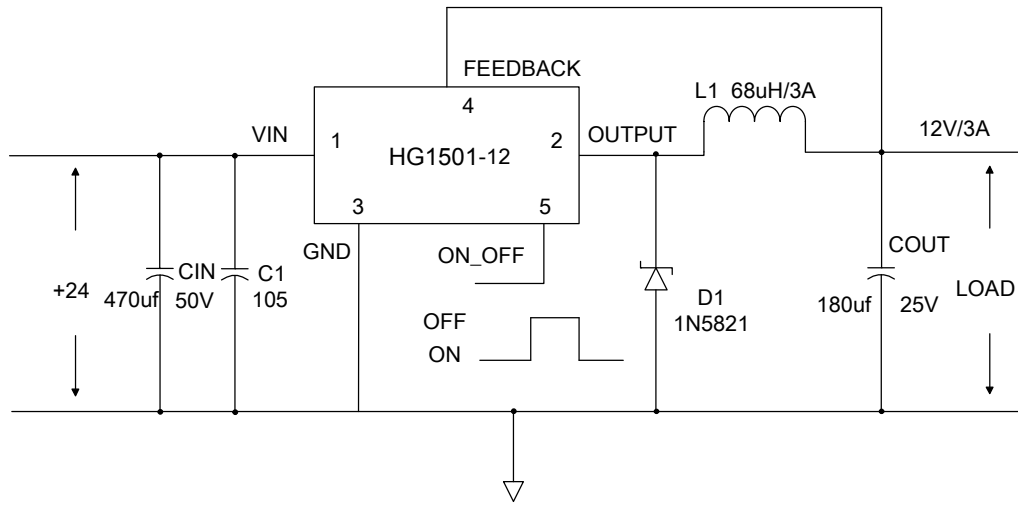 FEEDBACK
L1 68uH/3A
4
VIN
1
HG1501-12
2
OUTPUT
12V/3A
3
5
GND
ON_OFF
COUT
CIN
C1
+24
470uf
50V
105
D1
1N5821
180uf
25V
LOAD
OFF
ON